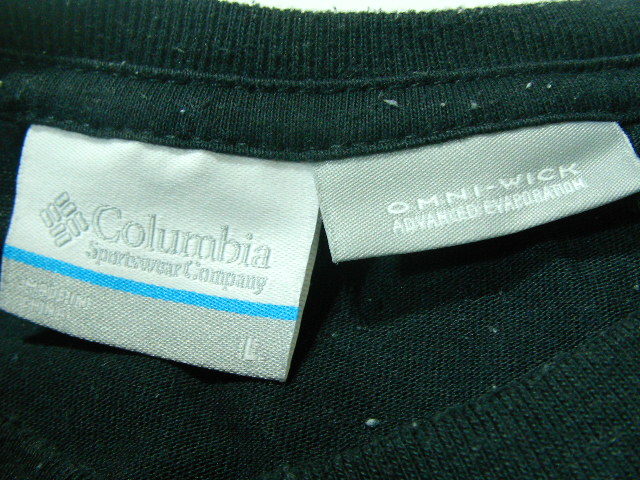 Columbia
Sportswear Company
L
OMNI-WICK
ADVANCED EVAPORATION